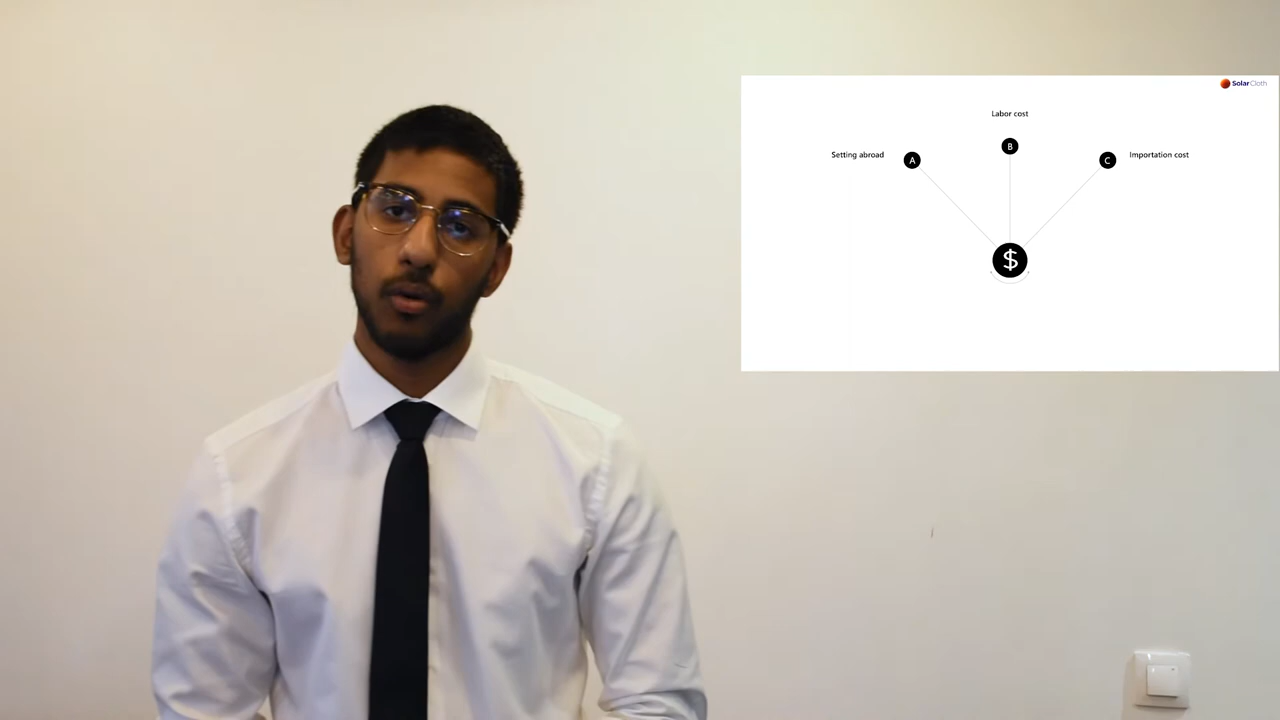 SolarCloth
Labor cost
B
Setting abroad
A
C
Importation cost
$